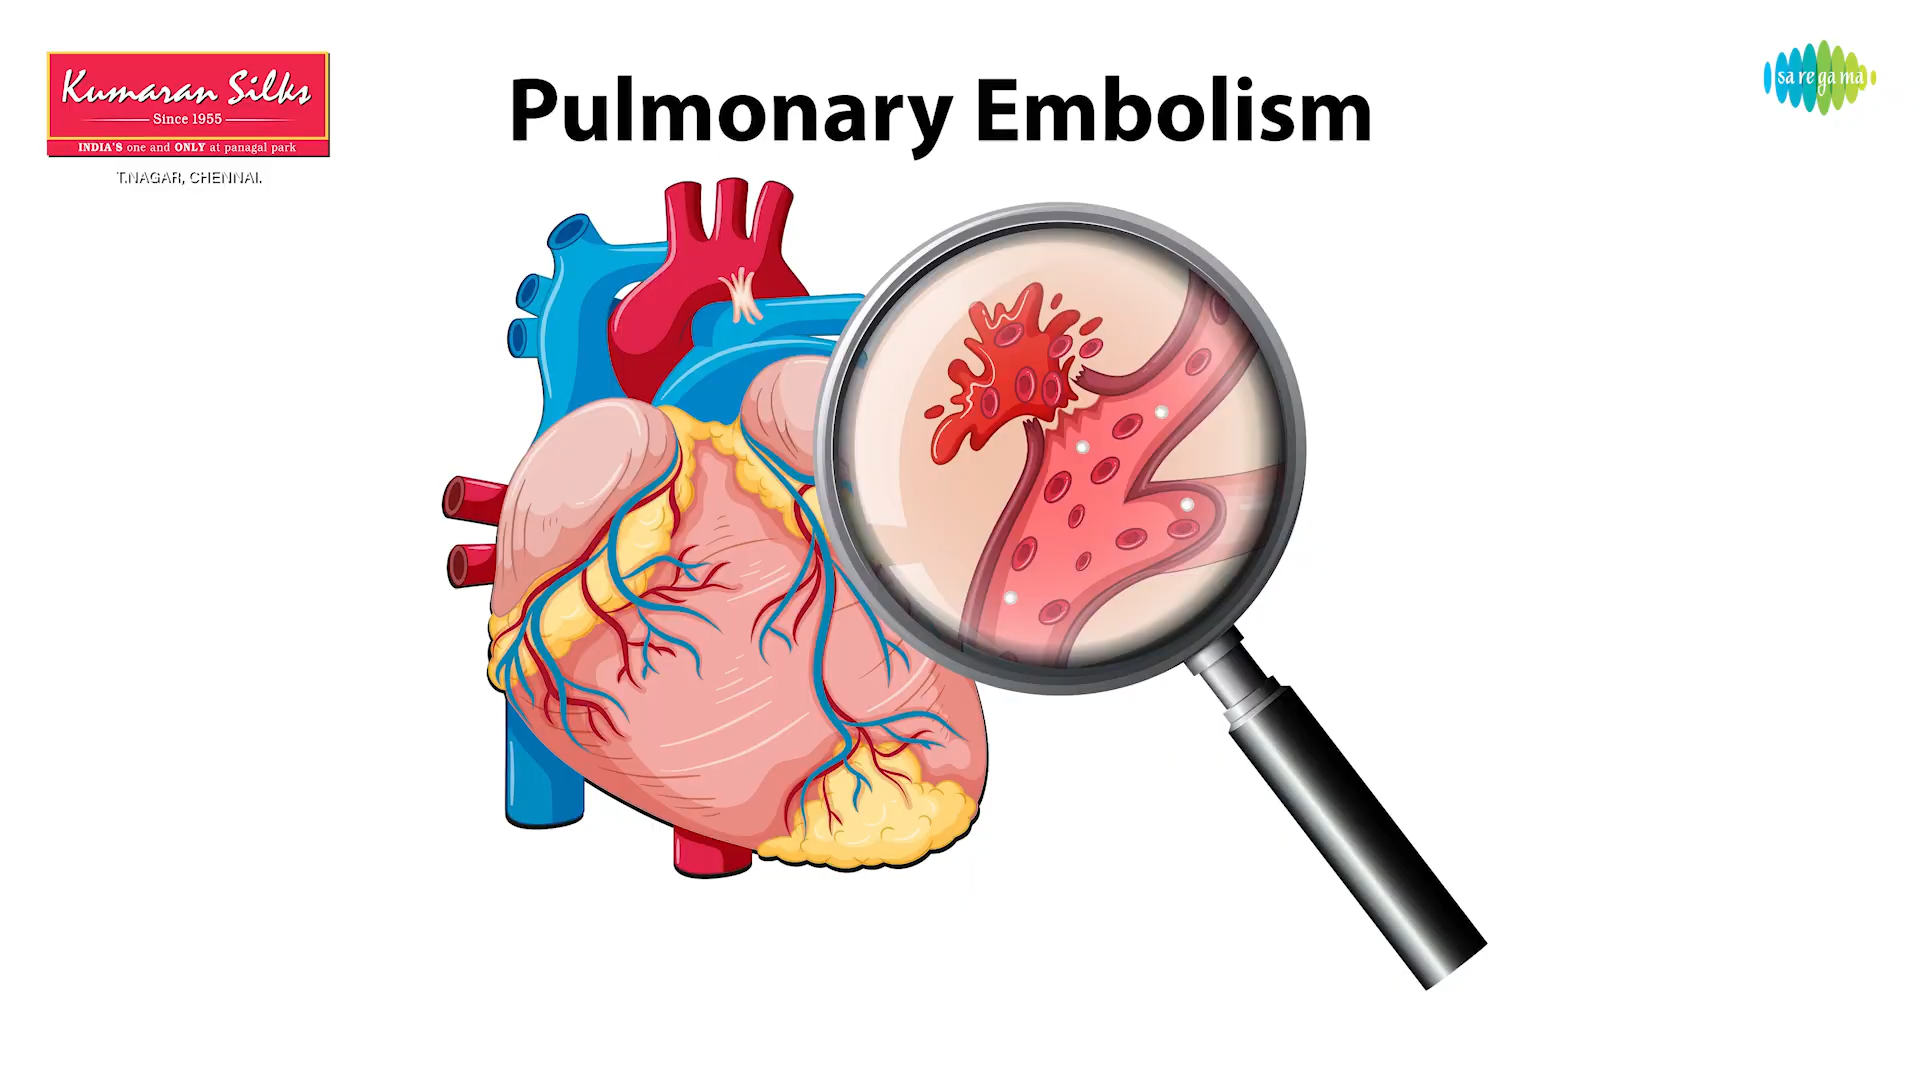 Kumaran Silks
Since 1955
INDIA'S one and ONLY at panagal park
T.NAGAR, CHENNAI.
Pulmonary Embolism
sa re ga ma